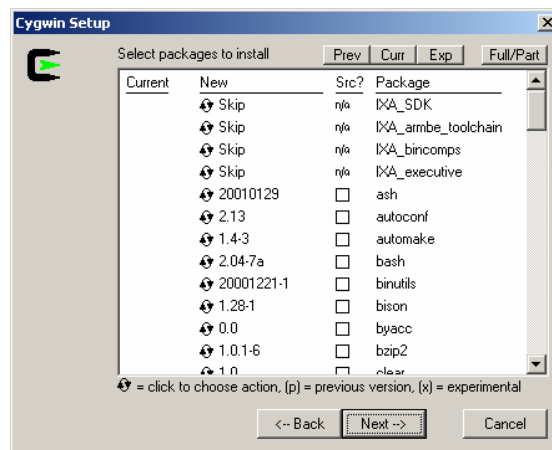 Cygwin Setup
Select packages to install Prev Curr Exp Full/Part
Current New Src? Package
Skip n/a IXA_SDK
Skip n/a IXA_armbe_toolchain
Skip n/a IXA_bincomps
Skip n/a IXA_executive
20010129 ash
2.13 autoconf
1.4-3 automake
2.04-7a bash
20001221-1 binutils
1.28-1 bison
0.0 byacc
1.0.1-6 bzip2
1.0 clear
= click to choose action, (p) = previous version, (x) = experimental
<-- Back Next --> Cancel